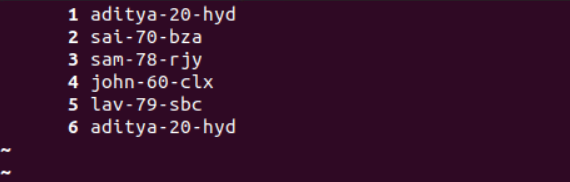 1 aditya-20-hyd
2 sai-70-bza
3 sam-78-rjy
4 john-60-clx
5 lav-79-sbc
6 aditya-20-hyd
~
~